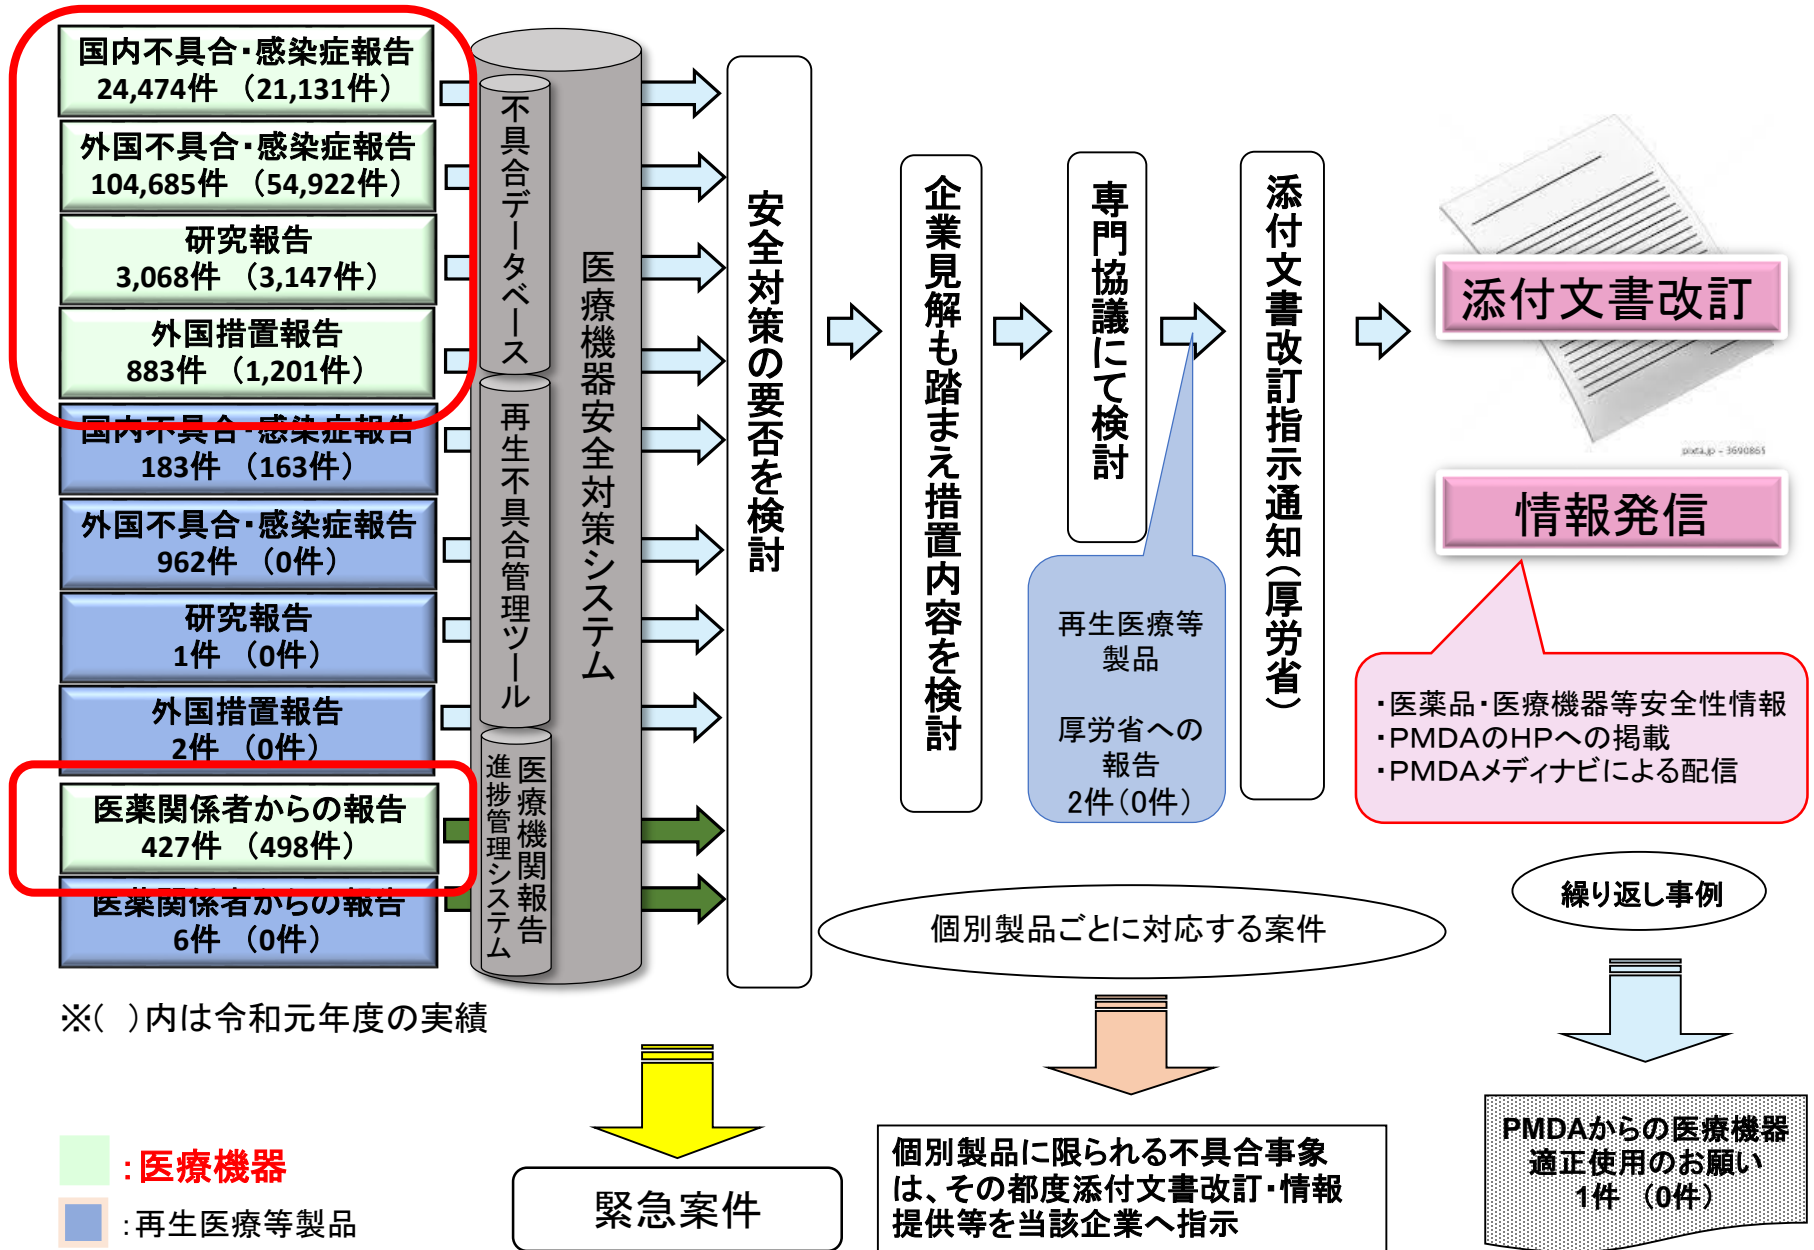 国内不具合・感染症報告
24,474件 （21,131件）
外国不具合・感染症報告
104,685件 （54,922件）
研究報告
3,068件 （3,147件）
外国措置報告
883件 （1,201件）
国内不具合・感染症報告
183件 （163件）
外国不具合・感染症報告
962件 （0件）
研究報告
1件 （0件）
外国措置報告
2件 （0件）
医薬関係者からの報告
427件 （498件）
医薬関係者からの報告
6件 （0件）
※（ ）内は令和元年度の実績
：医療機器
：再生医療等製品
不具合データベース
再生不具合管理ツール
医療機関報告
進捗管理システム
医療機器安全対策システム
安全対策の要否を検討
企業見解も踏まえ措置内容を検討
専門協議にて検討
添付文書改訂指示通知（厚労省）
再生医療等
製品
厚労省への
報告
2件（0件）
添付文書改訂
pixta.jp - 3690865
情報発信
・医薬品・医療機器等安全性情報
・PMDAのHPへの掲載
・PMDAメディナビによる配信
個別製品ごとに対応する案件
繰り返し事例
緊急案件
個別製品に限られる不具合事象
は、その都度添付文書改訂・情報
提供等を当該企業へ指示
PMDAからの医療機器
適正使用のお願い
1件 （0件）